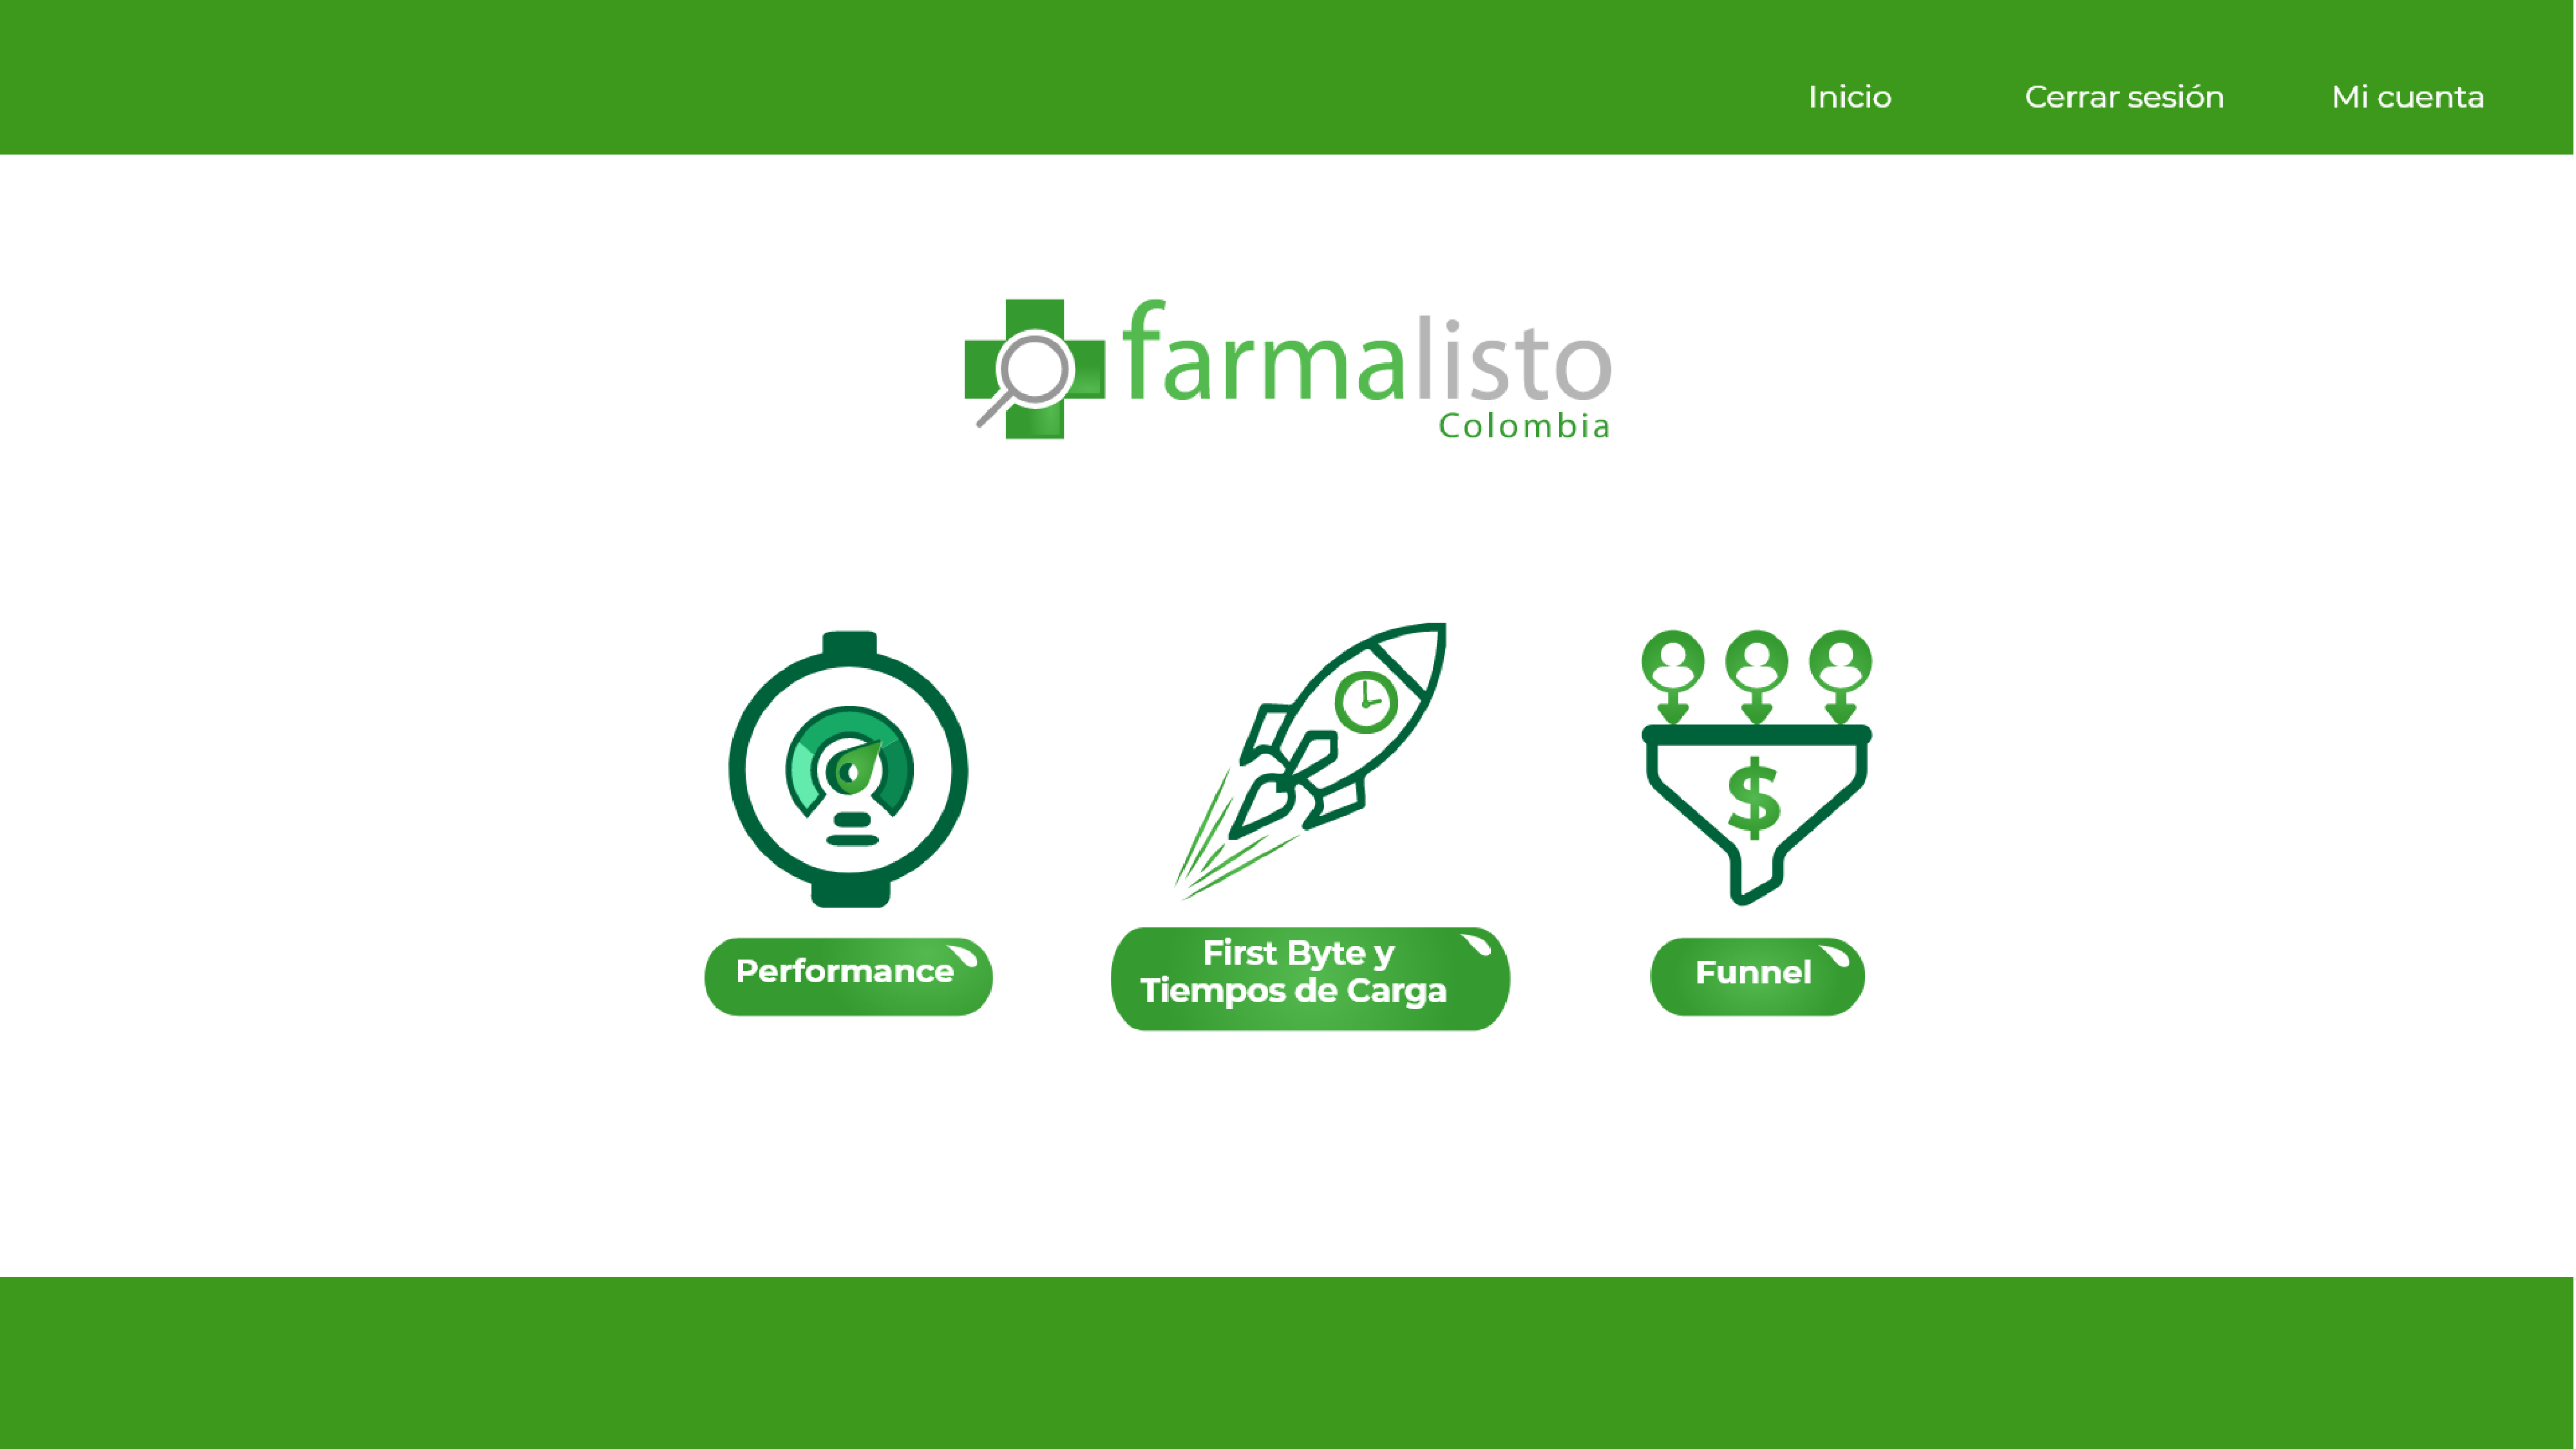 Inicio Cerrar sesión Mi cuenta
farmalisto
Colombia
$
Performance
First Byte y
Tiempos de Carga
Funnel